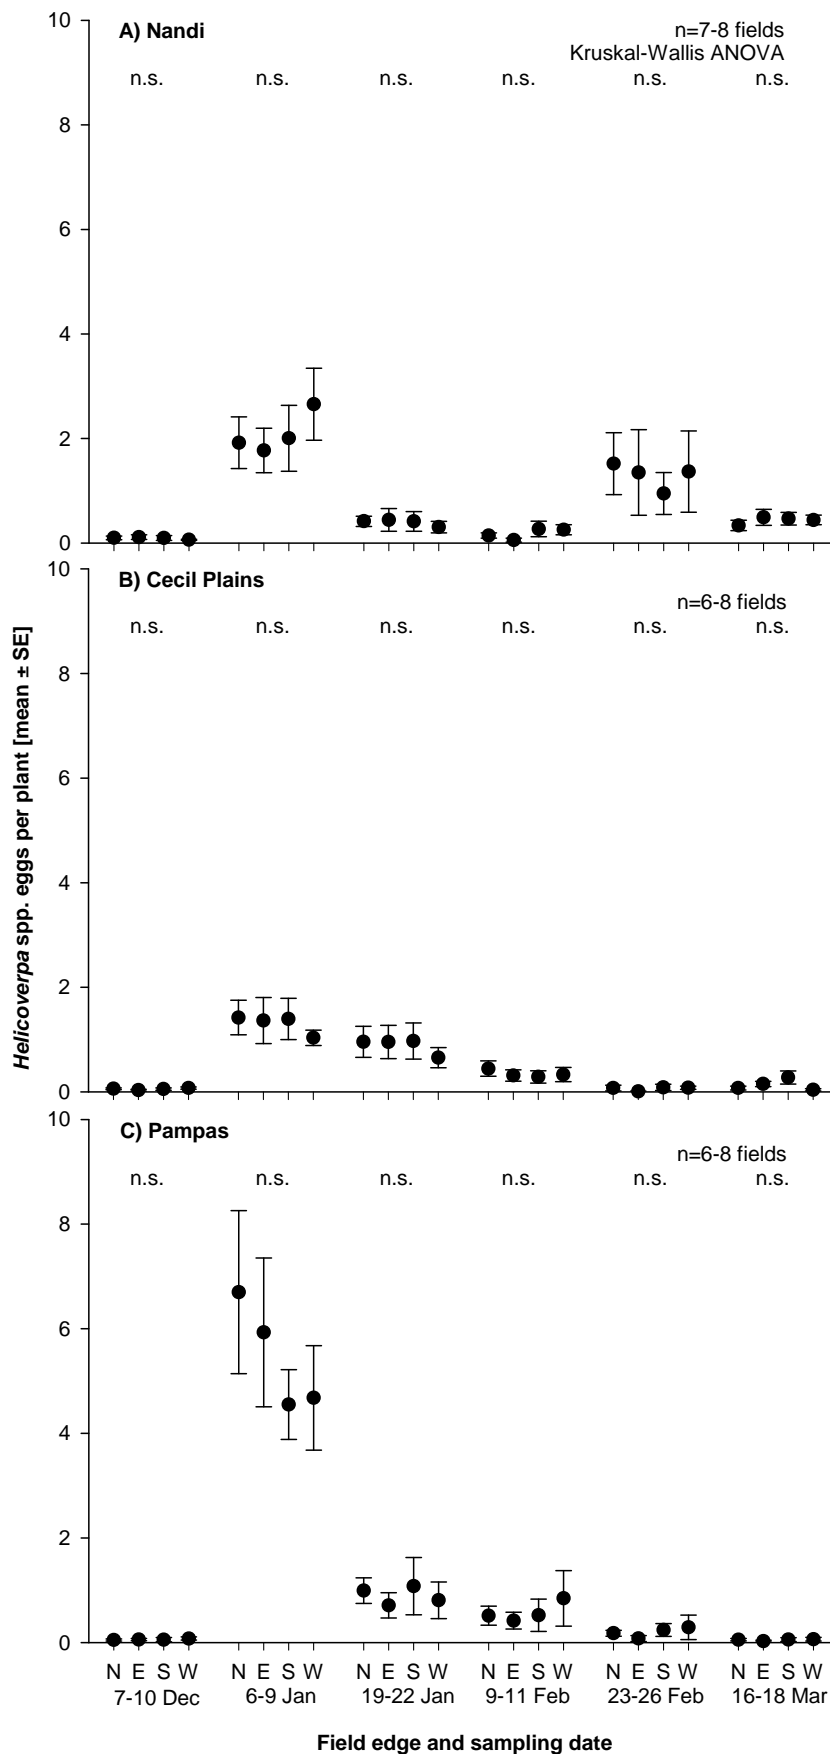 Helicoverpa spp. eggs per plant [mean ± SE]
A) Nandi
n=7-8 fields
Kruskal-Wallis ANOVA
n.s. n.s. n.s. n.s. n.s. n.s.
10
8
6
4
2
0
B) Cecil Plains
n=6-8 fields
n.s. n.s. n.s. n.s. n.s. n.s.
10
8
6
4
2
0
C) Pampas
n=6-8 fields
n.s. n.s. n.s. n.s. n.s. n.s.
10
8
6
4
2
0
N E S W N E S W N E S W N E S W N E S W N E S W
7-10 Dec 6-9 Jan 19-22 Jan 9-11 Feb 23-26 Feb 16-18 Mar
Field edge and sampling date